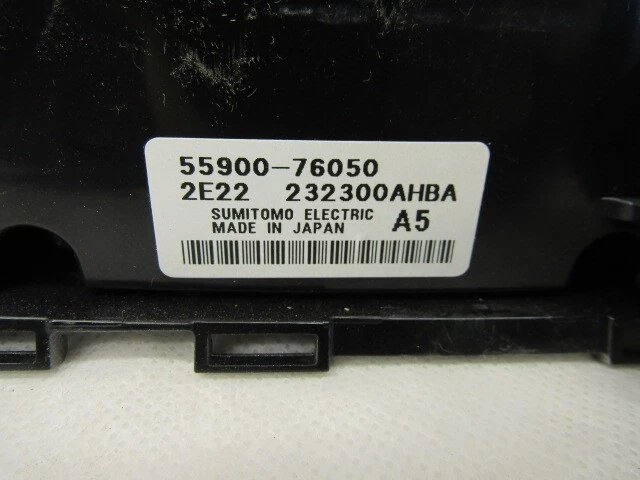 55900-76050
2E22 232300AHBA
SUMITOMO ELECTRIC A5
MADE IN JAPAN